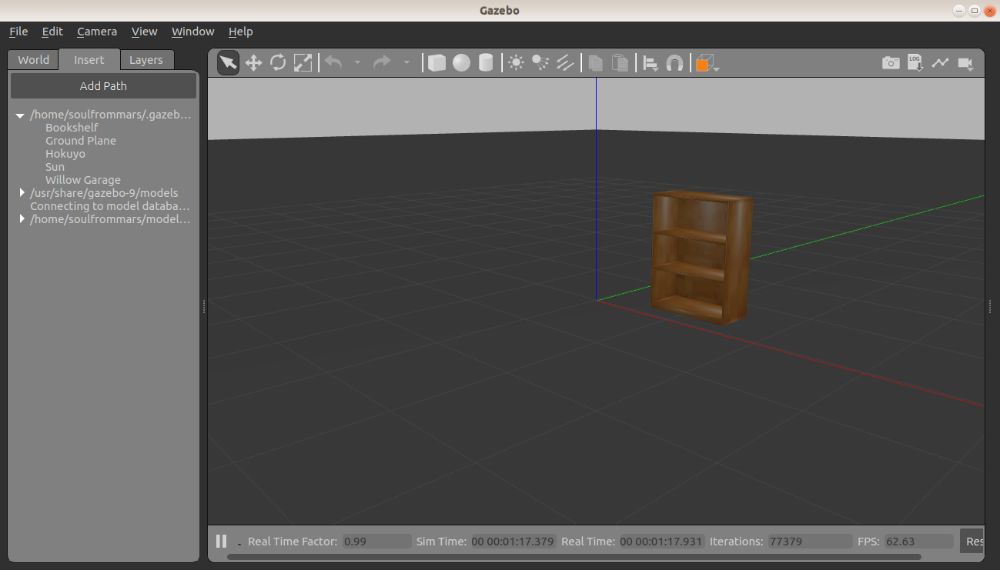 Gazebo
File Edit Camera View Window Help
World Insert Layers
LOG
Add Path
/home/soulfrommars/.gazeb...
Bookshelf
Ground Plane
Hokuyo
Sun
Willow Garage
/usr/share/gazebo-9/models
Connecting to model databa...
/home/soulfrommars/model...
Real Time Factor: 0.99 Sim Time: 00 00:01:17.379 Real Time: 00 00:01:17.931 Iterations: 77379 FPS: 62.63 Res